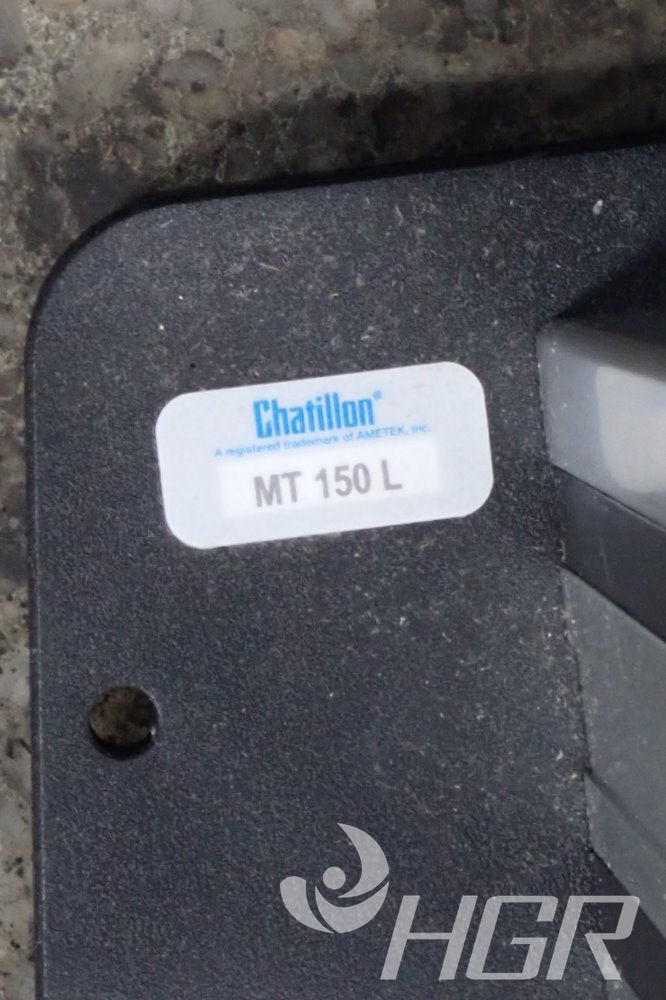 Chatillon®
A registered trademark of AMETEK, Inc.
MT 150 L
HGR